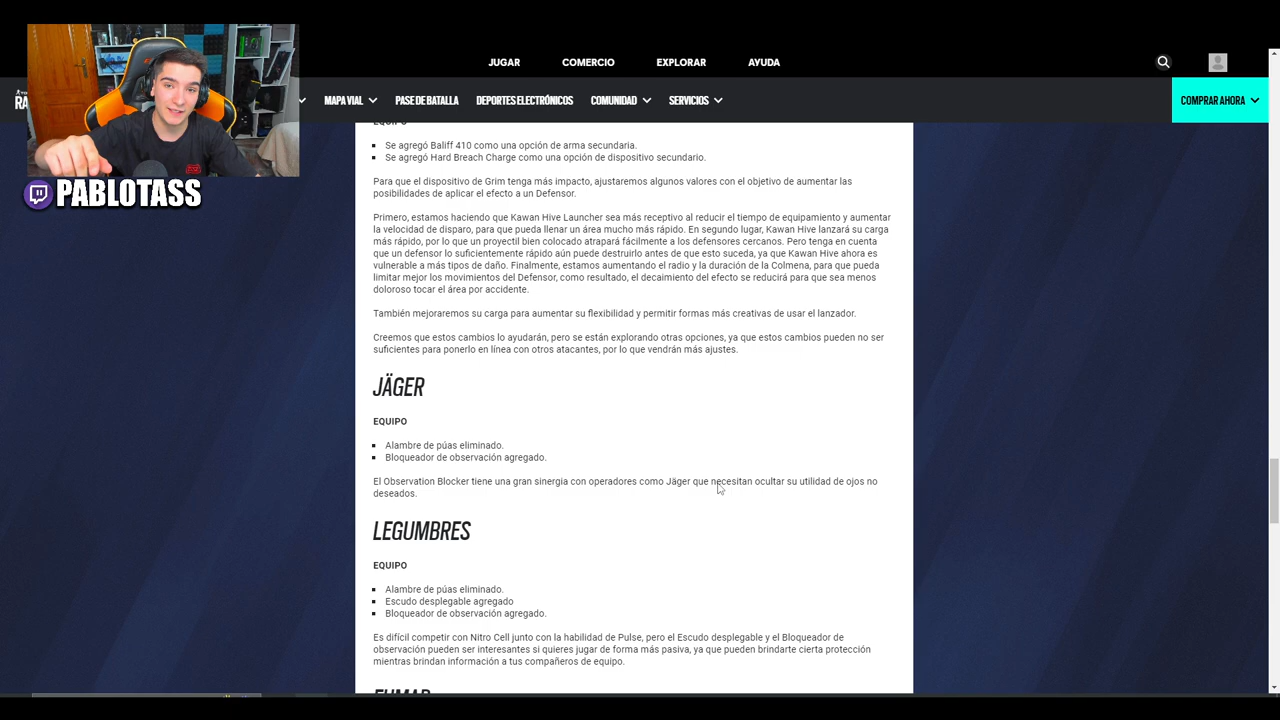 JUGAR COMERCIO EXPLORAR AYUDA
RA MAPA VIAL PASE DE BATALLA DEPORTES ELECTRÓNICOS COMUNIDAD SERVICIOS COMPRAR AHORA
PABLOTASS
EQUIPO
Se agregó Baliff 410 como una opción de arma secundaria.
Se agregó Hard Breach Charge como una opción de dispositivo secundario.
Para que el dispositivo de Grim tenga más impacto, ajustaremos algunos valores con el objetivo de aumentar las
posibilidades de aplicar el efecto a un Defensor.
Primero, estamos haciendo que Kawan Hive Launcher sea más receptivo al reducir el tiempo de equipamiento y aumentar
la velocidad de disparo, para que pueda llenar un área mucho más rápido. En segundo lugar, Kawan Hive lanzará su carga
más rápido, por lo que un proyectil bien colocado atrapará fácilmente a los defensores cercanos. Pero tenga en cuenta
que un defensor lo suficientemente rápido aún puede destruirlo antes de que esto suceda, ya que Kawan Hive ahora es
vulnerable a más tipos de daño. Finalmente, estamos aumentando el radio y la duración de la Colmena, para que pueda
limitar mejor los movimientos del Defensor, como resultado, el decaimiento del efecto se reducirá para que sea menos
doloroso tocar el área por accidente.
También mejoraremos su carga para aumentar su flexibilidad y permitir formas más creativas de usar el lanzador.
Creemos que estos cambios lo ayudarán, pero se están explorando otras opciones, ya que estos cambios pueden no ser
suficientes para ponerlo en línea con otros atacantes, por lo que vendrán más ajustes.
JÄGER
EQUIPO
Alambre de púas eliminado.
Bloqueador de observación agregado.
El Observation Blocker tiene una gran sinergia con operadores como Jäger que necesitan ocultar su utilidad de ojos no
deseados.
LEGUMBRES
EQUIPO
Alambre de púas eliminado.
Escudo desplegable agregado
Bloqueador de observación agregado.
Es difícil competir con Nitro Cell junto con la habilidad de Pulse, pero el Escudo desplegable y el Bloqueador de
observación pueden ser interesantes si quieres jugar de forma más pasiva, ya que pueden brindarte cierta protección
mientras brindan información a tus compañeros de equipo.
FUMAR